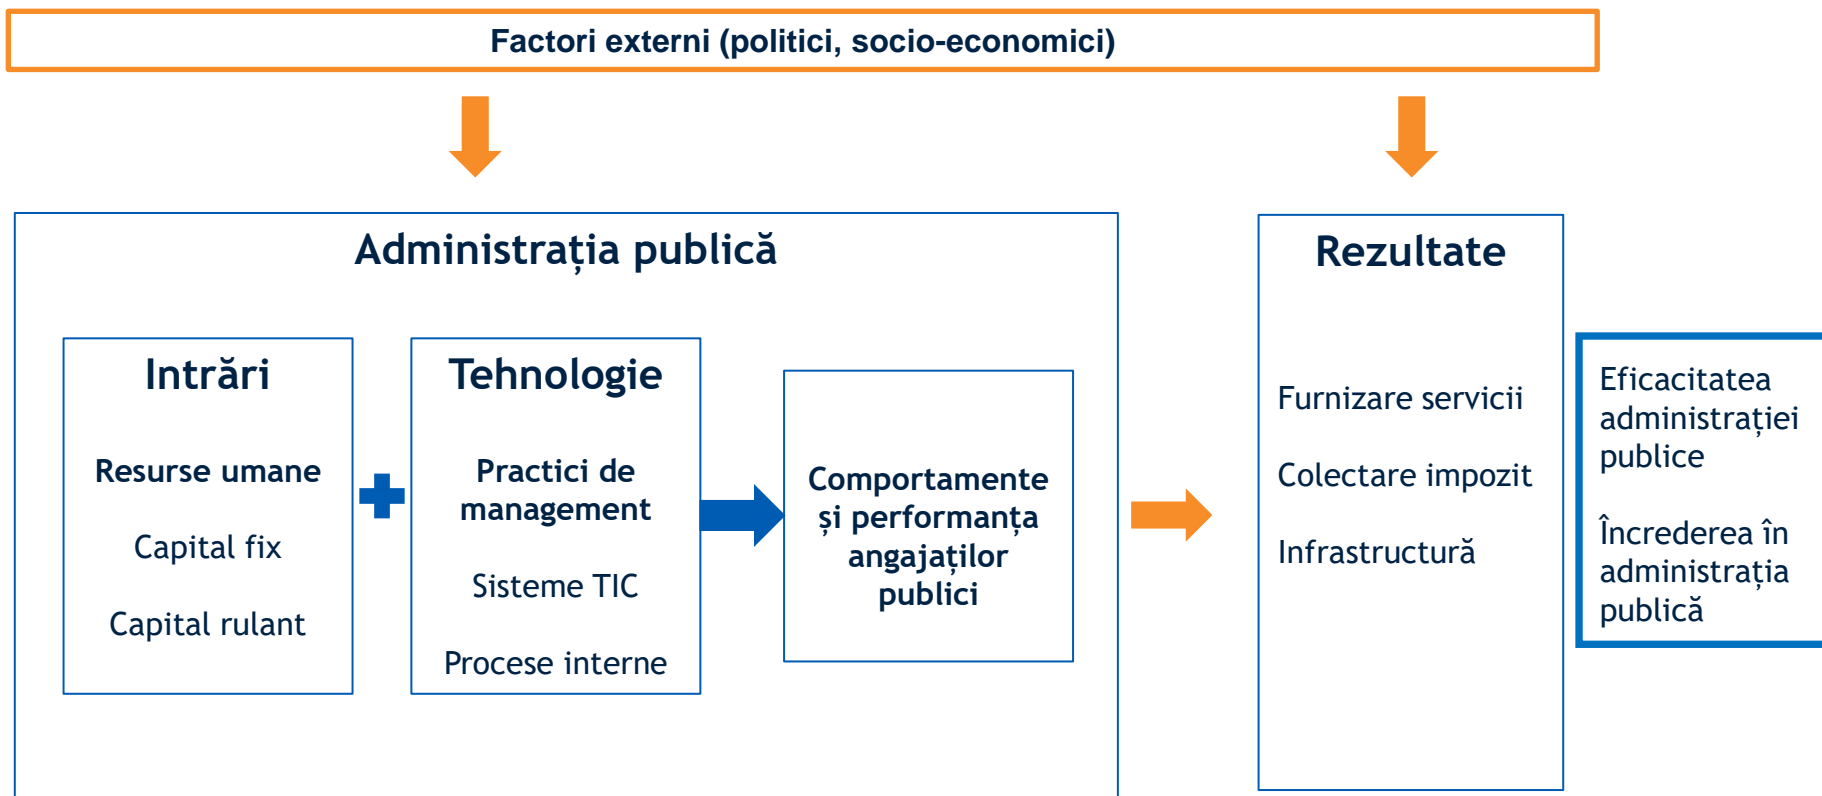 Factori externi (politici, socio-economici)
Administrația publică
Intrări
Resurse umane
Capital fix
Capital rulant
Tehnologie
Practici de
management
Sisteme TIC
Procese interne
Comportamente
și performanța
angajaților
publici
Rezultate
Furnizare servicii
Colectare impozit
Infrastructură
Eficacitatea
administrației
publice
Încrederea în
administrația
publică